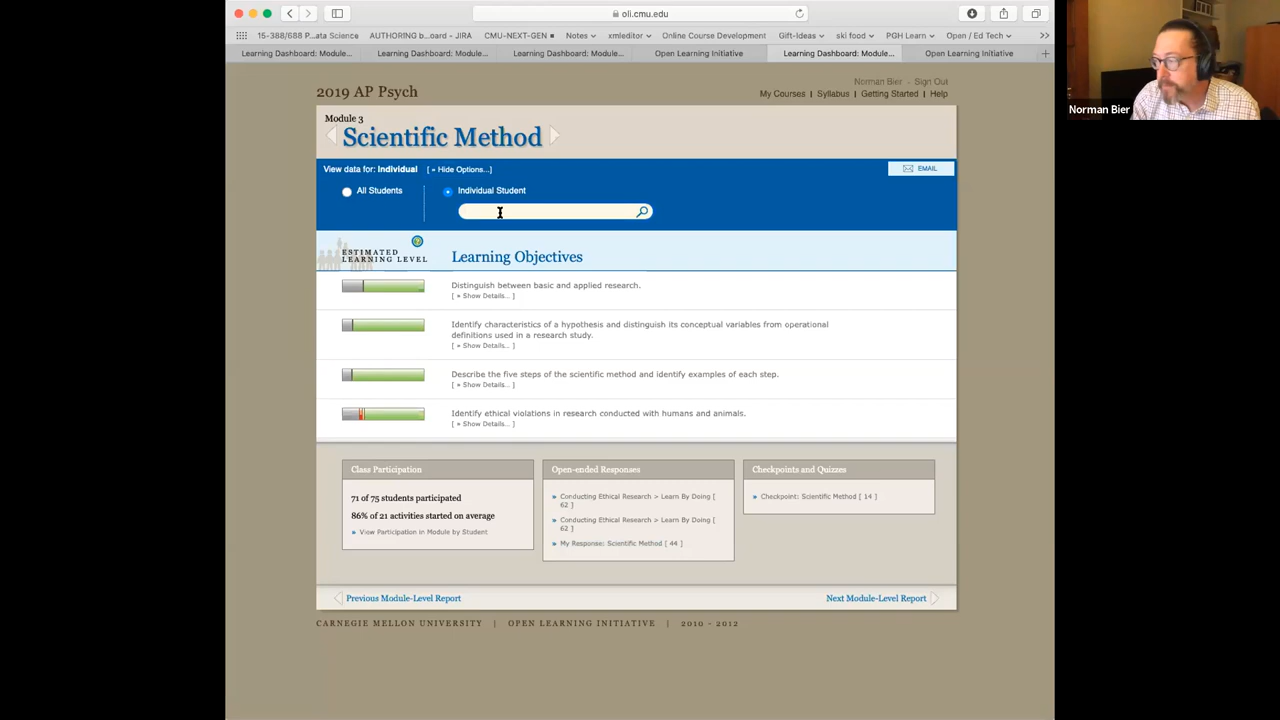 oli.cmu.edu
15-388/688 P...ata Science
AUTHORING b...oard - JIRA
CMU-NEXT-GEN
Notes
xmleditor
Online Course Development
Gift-Ideas
ski food
PGH Learn
Open / Ed Tech
Learning Dashboard: Module...
Learning Dashboard: Module...
Learning Dashboard: Module...
Open Learning Initiative
Learning Dashboard: Module...
Open Learning Initiative
Norman Bier - Sign Out
2019 AP Psych
My Courses | Syllabus | Getting Started | Help
Norman Bier
Module 3
Scientific Method
View data for: Individual [ » Hide Options...]
EMAIL
All Students
Individual Student
ESTIMATED
LEARNING LEVEL
Learning Objectives
Distinguish between basic and applied research.
[ » Show Details... ]
Identify characteristics of a hypothesis and distinguish its conceptual variables from operational
definitions used in a research study.
[ » Show Details... ]
Describe the five steps of the scientific method and identify examples of each step.
[ » Show Details... ]
Identify ethical violations in research conducted with humans and animals.
[ » Show Details... ]
Class Participation
71 of 75 students participated
86% of 21 activities started on average
» View Participation in Module by Student
Open-ended Responses
» Conducting Ethical Research > Learn By Doing [
62 ]
» Conducting Ethical Research > Learn By Doing [
62 ]
» My Response: Scientific Method [ 44 ]
Checkpoints and Quizzes
» Checkpoint: Scientific Method [ 14 ]
Previous Module-Level Report
Next Module-Level Report
CARNEGIE MELLON UNIVERSITY | OPEN LEARNING INITIATIVE | 2010 - 2012